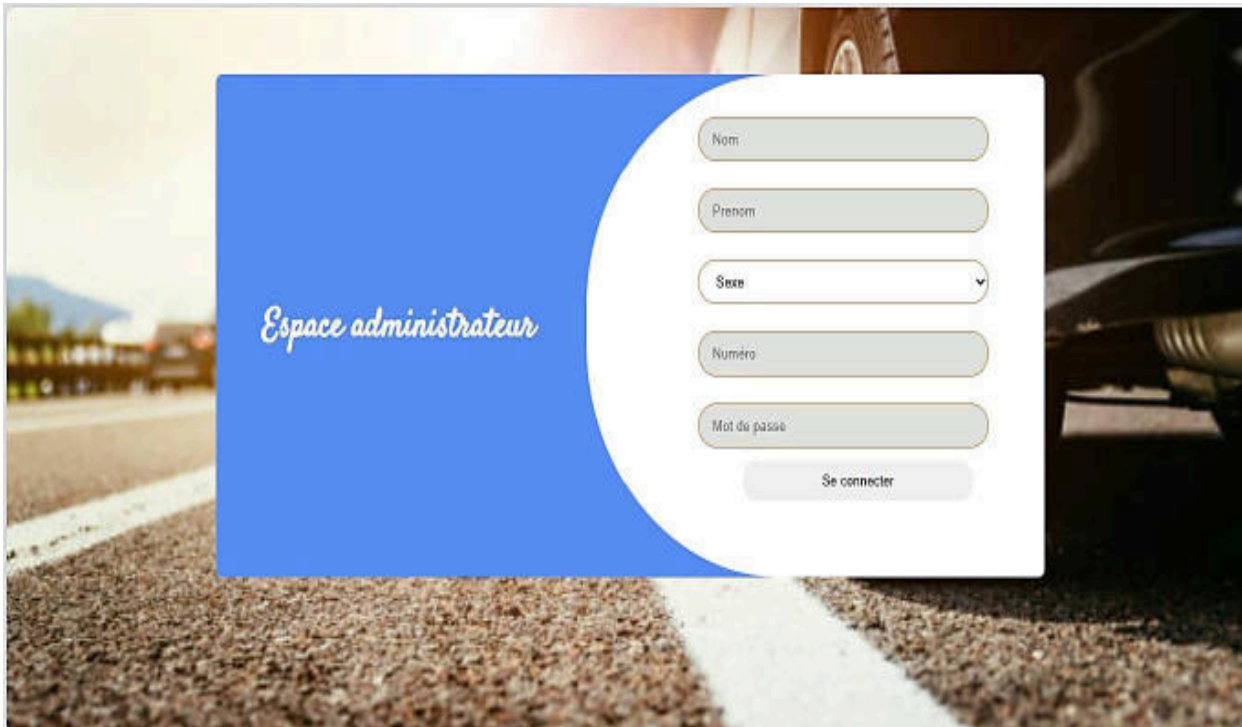 Espace administrateur
Nom
Prenom
Sexe
Numéro
Mot de passe
Se connecter